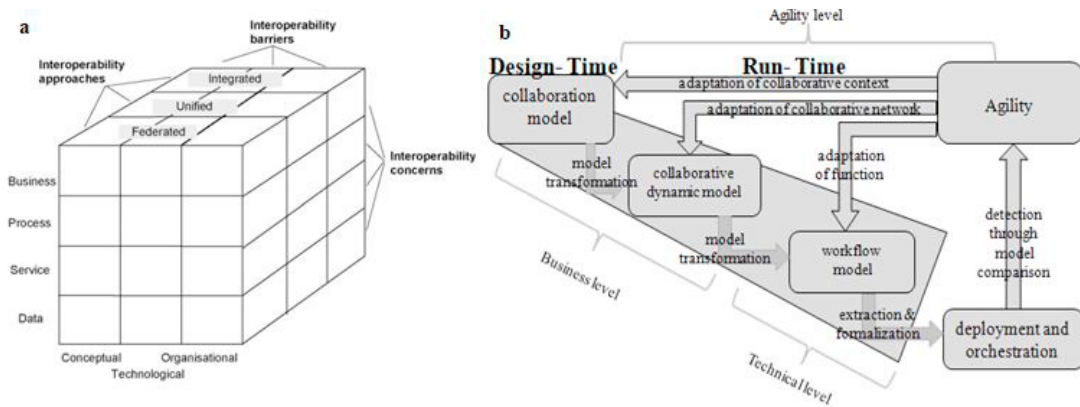 a
Interoperability
barriers
Interoperability
approaches
Integrated
Unified
Federated
Interoperability
concerns
Business
Process
Service
Data
Conceptual
Organisational
Technological
b
Agility level
Design- Time
Run- Time
adaptation of collaborative context
collaboration
model
adaptation of collaborative network
Agility
model
transformation
collaborative
dynamic model
adaptation
of function
model
transformation
workflow
model
detection
through
model
comparison
Business level
extraction &
formalization
deployment and
orchestration
Technical level